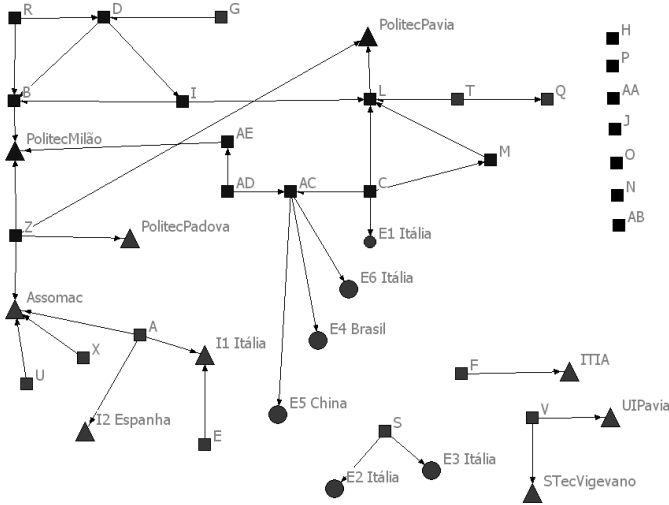 R
D
G
PolitecPavia
H
P
B
I
L
T
Q
AA
PolitecMilão
AE
J
M
O
AD
AC
C
N
Z
PolitecPadova
E1 Itália
AB
E6 Itália
Assomac
A
E4 Brasil
X
I1 Itália
U
F
ITIA
I2 Espanha
E5 China
E
S
V
UIPavia
E2 Itália
E3 Itália
STecVigevano